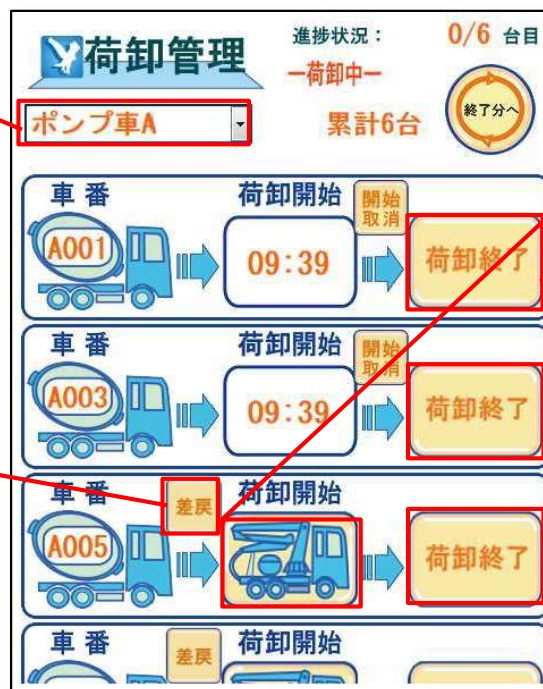 荷卸管理
進捗状況： 0/6 台目
ー荷卸中ー
ポンプ車A
累計6台
終了分へ
車番 荷卸開始 開始取消
A001 09:39 荷卸終了
車番 荷卸開始 開始取消
A003 09:39 荷卸終了
車番 差戻 荷卸開始
A005 荷卸終了
車番 差戻 荷卸開始